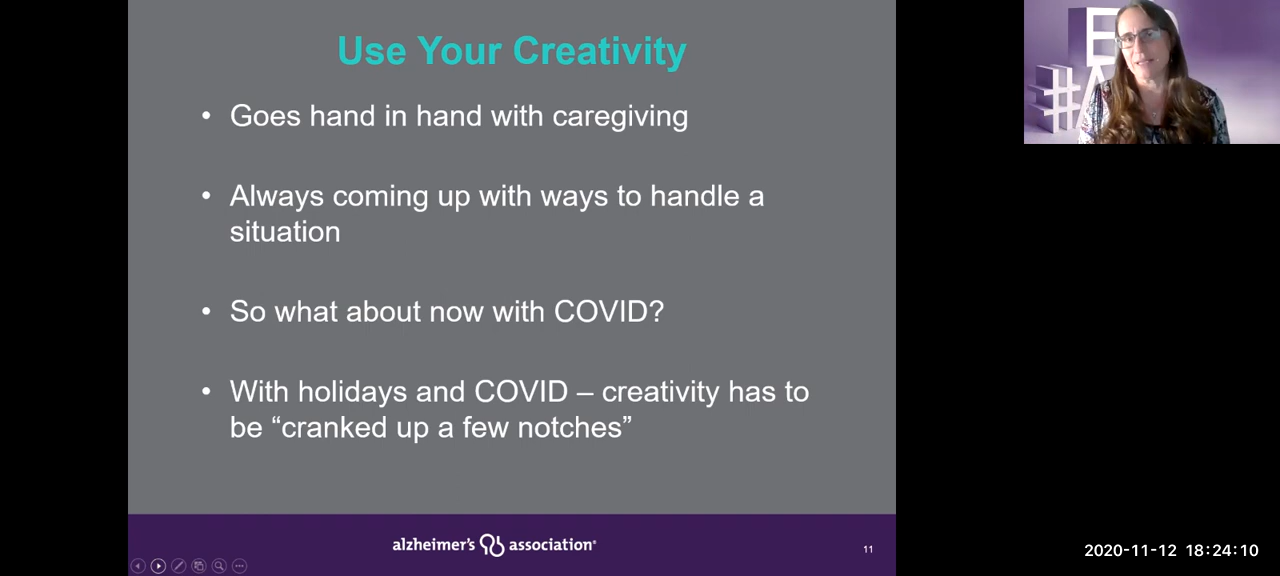 Use Your Creativity
• Goes hand in hand with caregiving
• Always coming up with ways to handle a
situation
• So what about now with COVID?
• With holidays and COVID – creativity has to
be “cranked up a few notches”
alzheimer's association®
11
2020-11-12 18:24:10